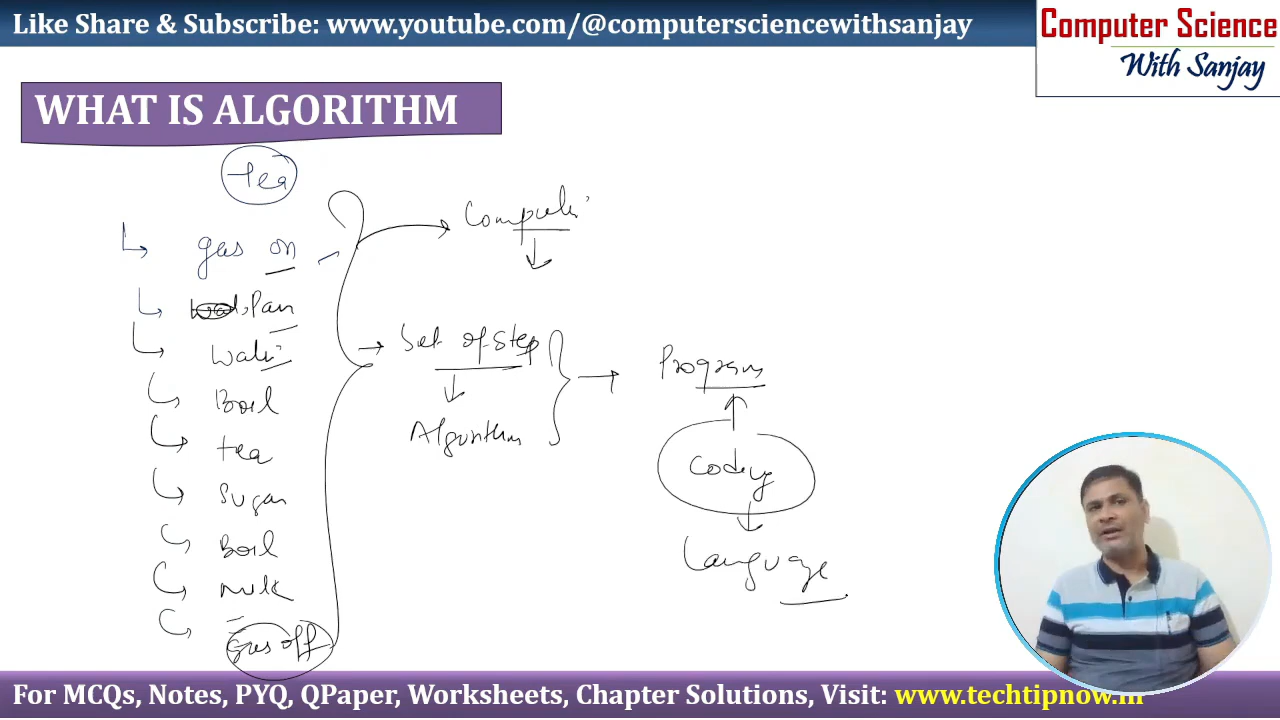 Like Share & Subscribe: www.youtube.com/@computersciencewithsanjay
Computer Science
With Sanjay
WHAT IS ALGORITHM
tea
gas on
Pan
Boil
tea
Sugar
Boil
Milk
gas off
Set of Step
Algorithm
Program
Coding
Language
For MCQs, Notes, PYQ, QPaper, Worksheets, Chapter Solutions, Visit: www.techtipnow.in